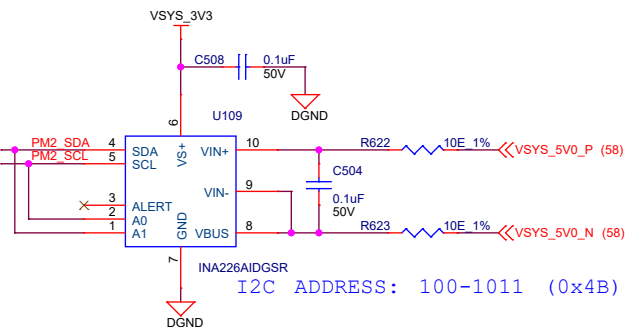 VSYS_3V3
C508
0.1uF
50V
DGND
U109
6
PM2_SDA 4 SDA VS+ VIN+ 10 R622 10E_1% VSYS_5V0_P (58)
PM2_SCL 5 SCL
C504
VIN- 9
0.1uF
50V
3 ALERT
2 A0
1 A1 GND VBUS 8 R623 10E_1% VSYS_5V0_N (58)
7
INA226AIDGSR
I2C ADDRESS: 100-1011 (0x4B)
DGND